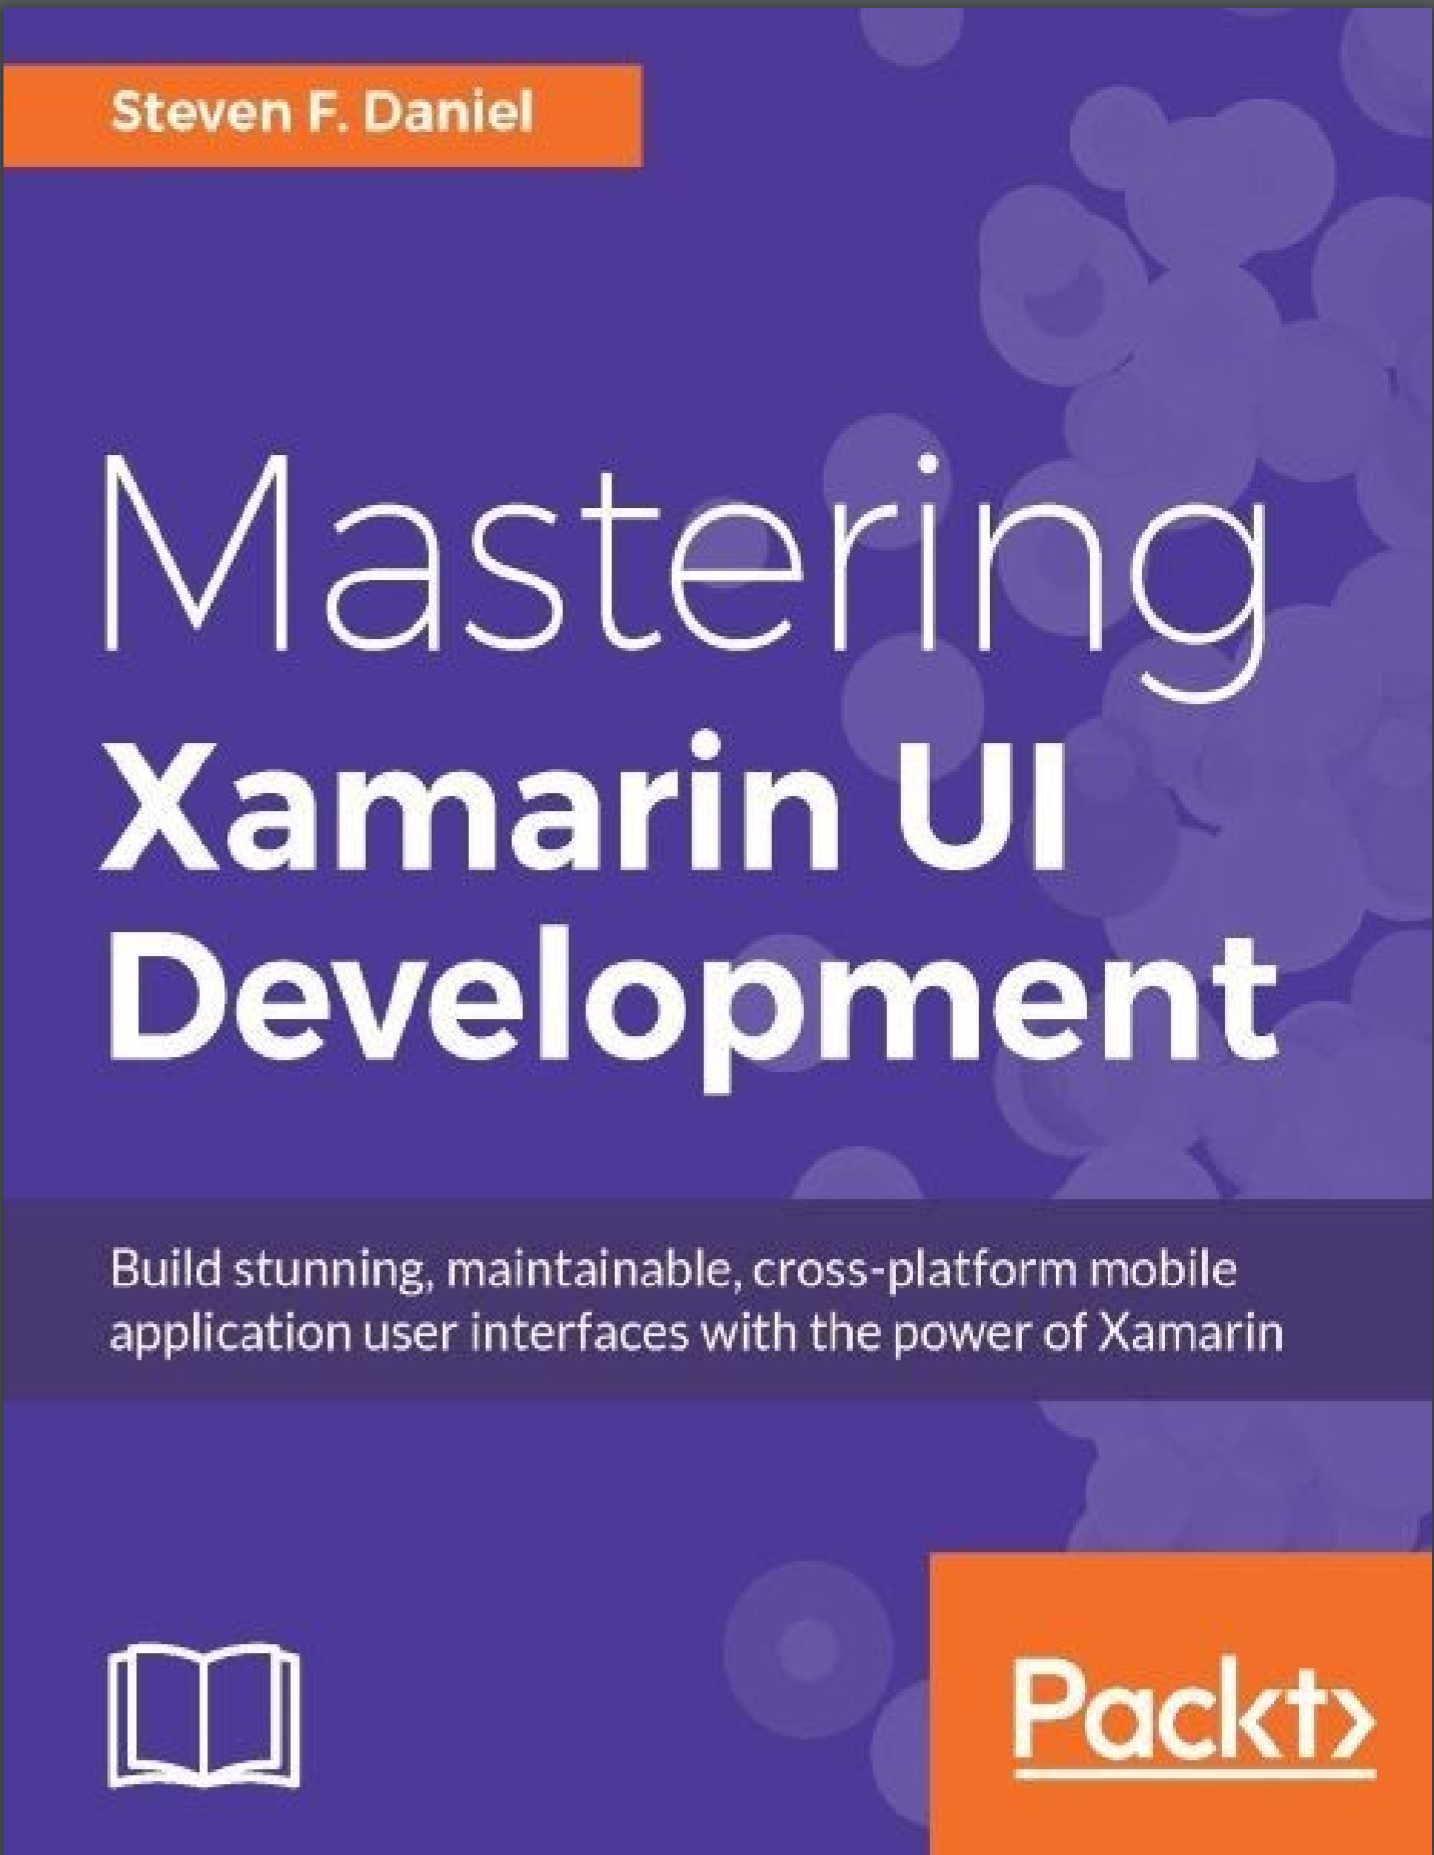 Steven F. Daniel
Mastering
Xamarin UI
Development
Build stunning, maintainable, cross-platform mobile
application user interfaces with the power of Xamarin
Packt>